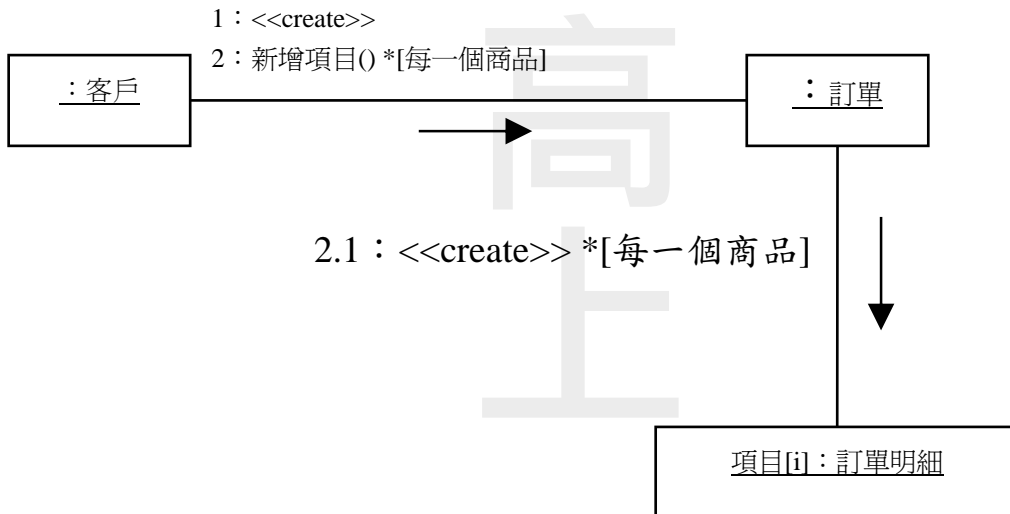 1：<<create>>
2：新增項目() *[每一個商品]
：客戶
：訂單
2.1：<<create>> *[每一個商品]
項目[i]：訂單明細
高
上